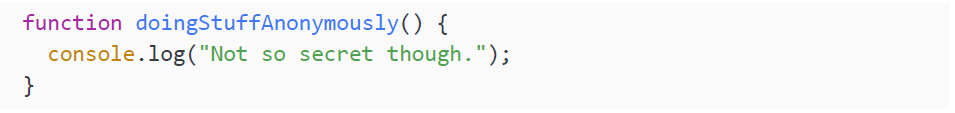 function doingStuffAnonymously() {
  console.log("Not so secret though.");
}